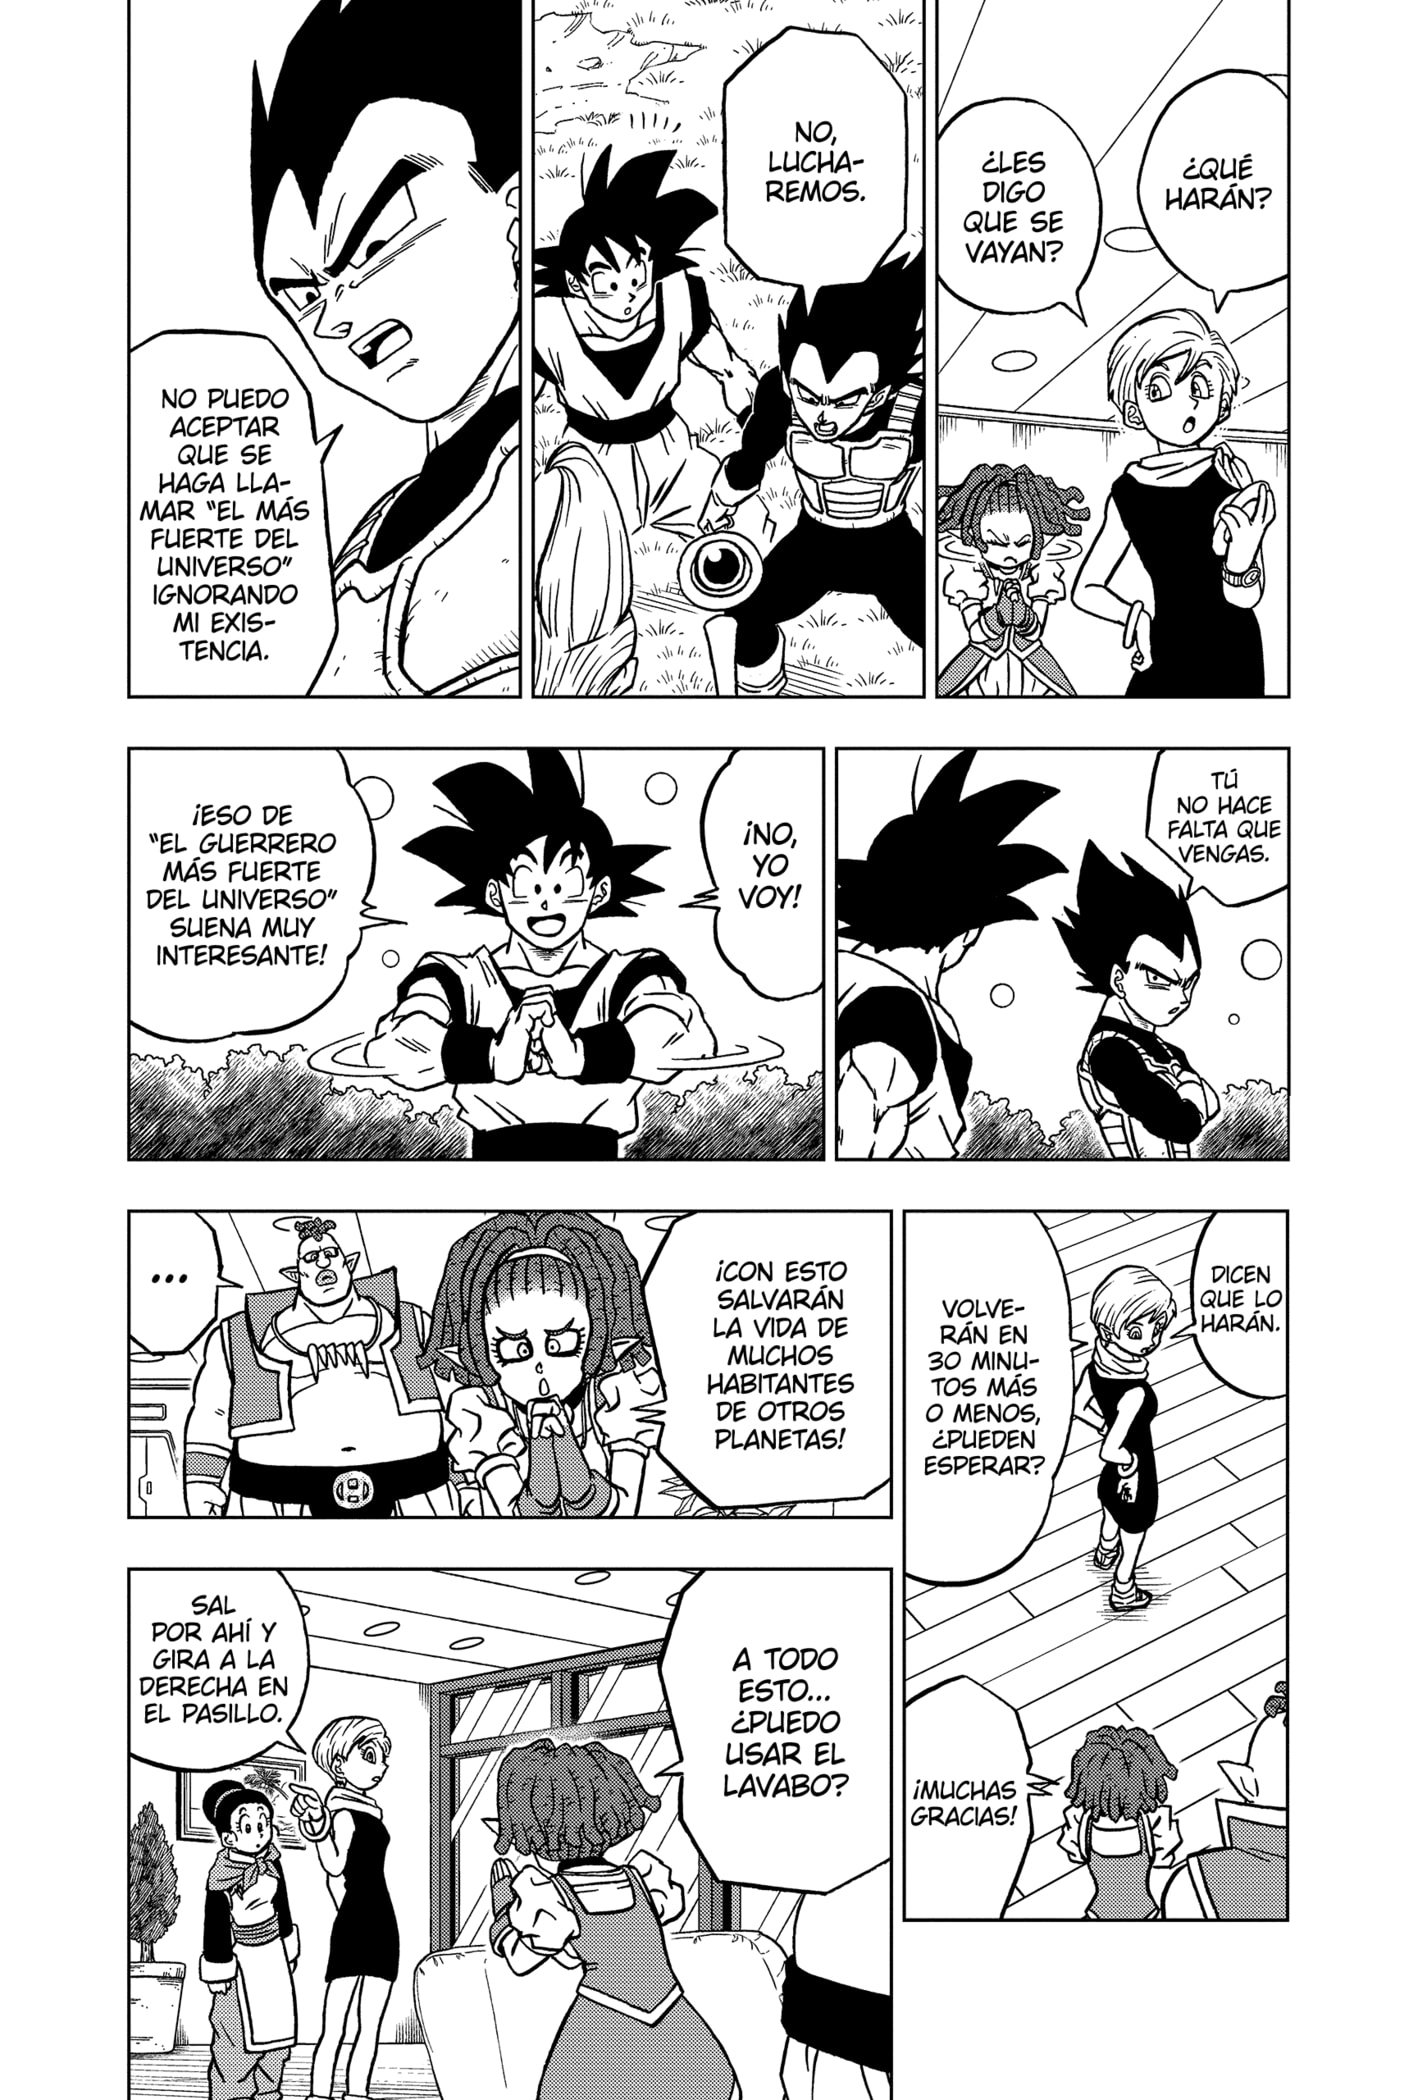 ¿QUÉ
HARÁN?
¿LES
DIGO
QUE SE
VAYAN?
NO,
LUCHA-
REMOS.
NO PUEDO
ACEPTAR
QUE SE
HAGA LLA-
MAR "EL MÁS
FUERTE DEL
UNIVERSO"
IGNORANDO
MI EXIS-
TENCIA.
TÚ
NO HACE
FALTA QUE
VENGAS.
¡NO,
YO
VOY!
¡ESO DE
"EL GUERRERO
MÁS FUERTE
DEL UNIVERSO"
SUENA MUY
INTERESANTE!
DICEN
QUE LO
HARÁN.
VOLVE-
RÁN EN
30 MINU-
TOS MÁS
O MENOS,
¿PUEDEN
ESPERAR?
¡MUCHAS
GRACIAS!
¡CON ESTO
SALVARÁN
LA VIDA DE
MUCHOS
HABITANTES
DE OTROS
PLANETAS!
...
A TODO
ESTO...
¿PUEDO
USAR EL
LAVABO?
SAL
POR AHÍ Y
GIRA A LA
DERECHA EN
EL PASILLO.